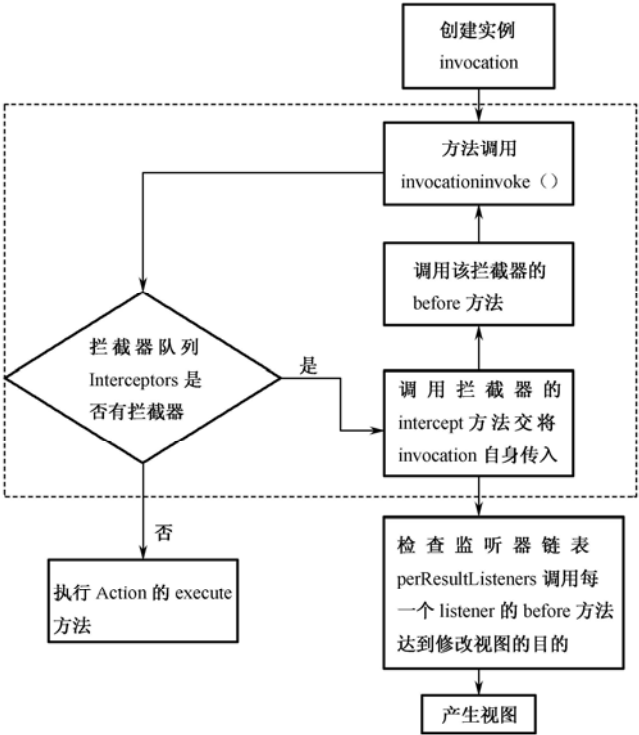 创建实例
invocation
方法调用
invocationinvoke（）
调用该拦截器的
before 方法
拦截器队列
Interceptors 是
否有拦截器
是
调用拦截器的
intercept 方法交将
invocation 自身传入
否
执行 Action 的 execute
方法
检查监听器链表
perResultListeners 调用每
一个 listener 的 before 方法
达到修改视图的目的
产生视图